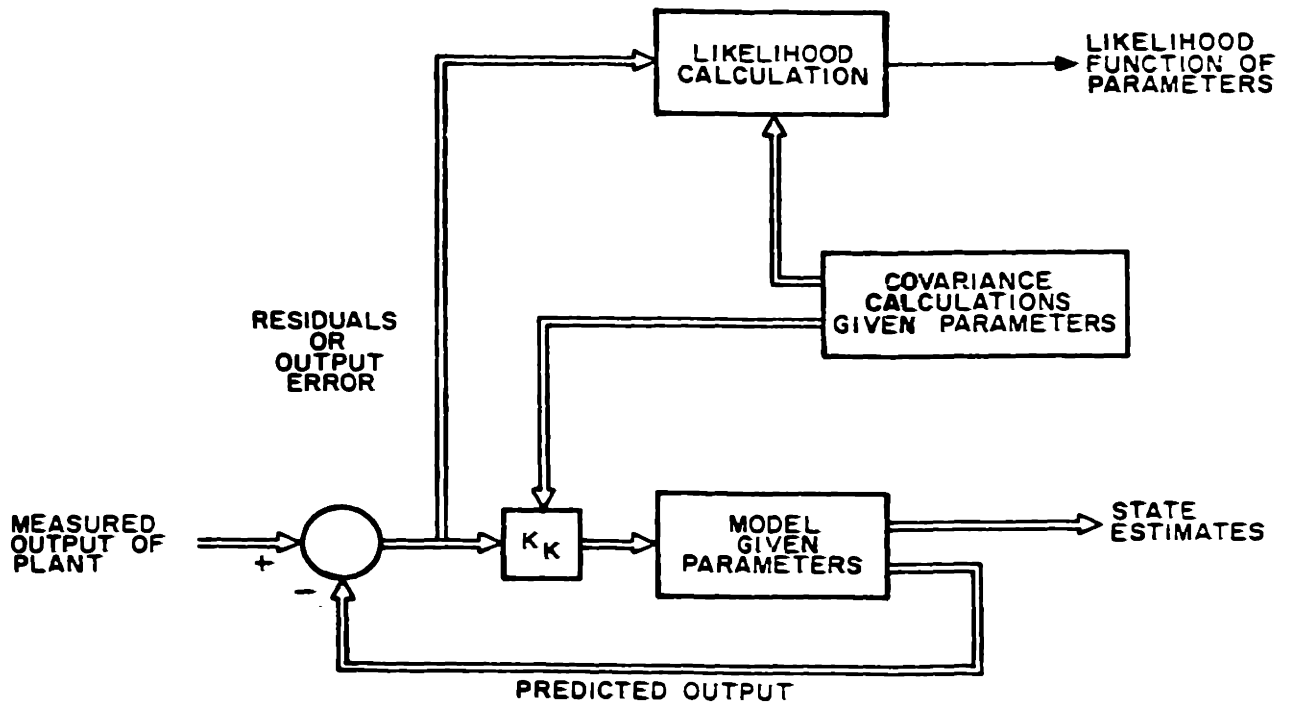 LIKELIHOOD
CALCULATION
LIKELIHOOD
FUNCTION OF
PARAMETERS
COVARIANCE
CALCULATIONS
GIVEN PARAMETERS
RESIDUALS
OR
OUTPUT
ERROR
MEASURED
OUTPUT OF
PLANT
+
−
K K
MODEL
GIVEN
PARAMETERS
STATE
ESTIMATES
PREDICTED OUTPUT